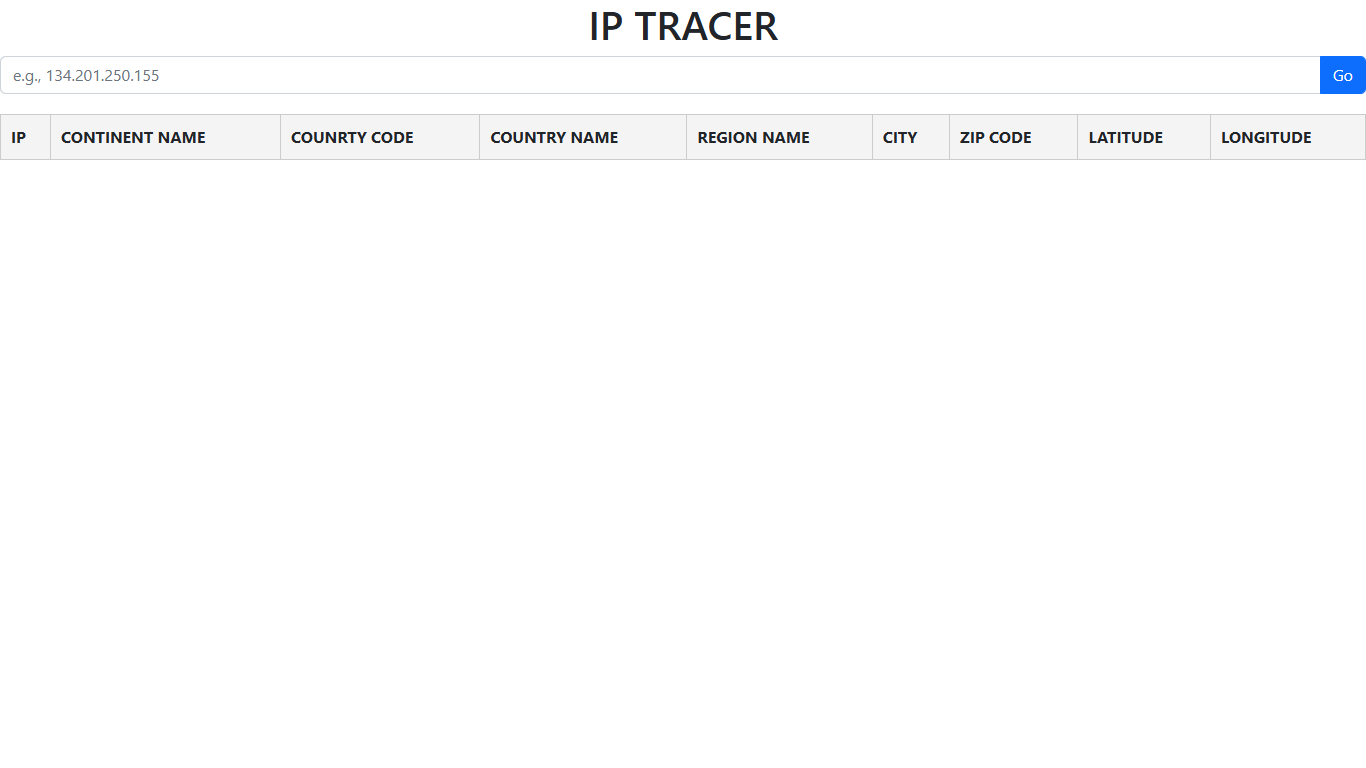 IP TRACER
e.g., 134.201.250.155 Go
IP CONTINENT NAME COUNRTY CODE COUNTRY NAME REGION NAME CITY ZIP CODE LATITUDE LONGITUDE